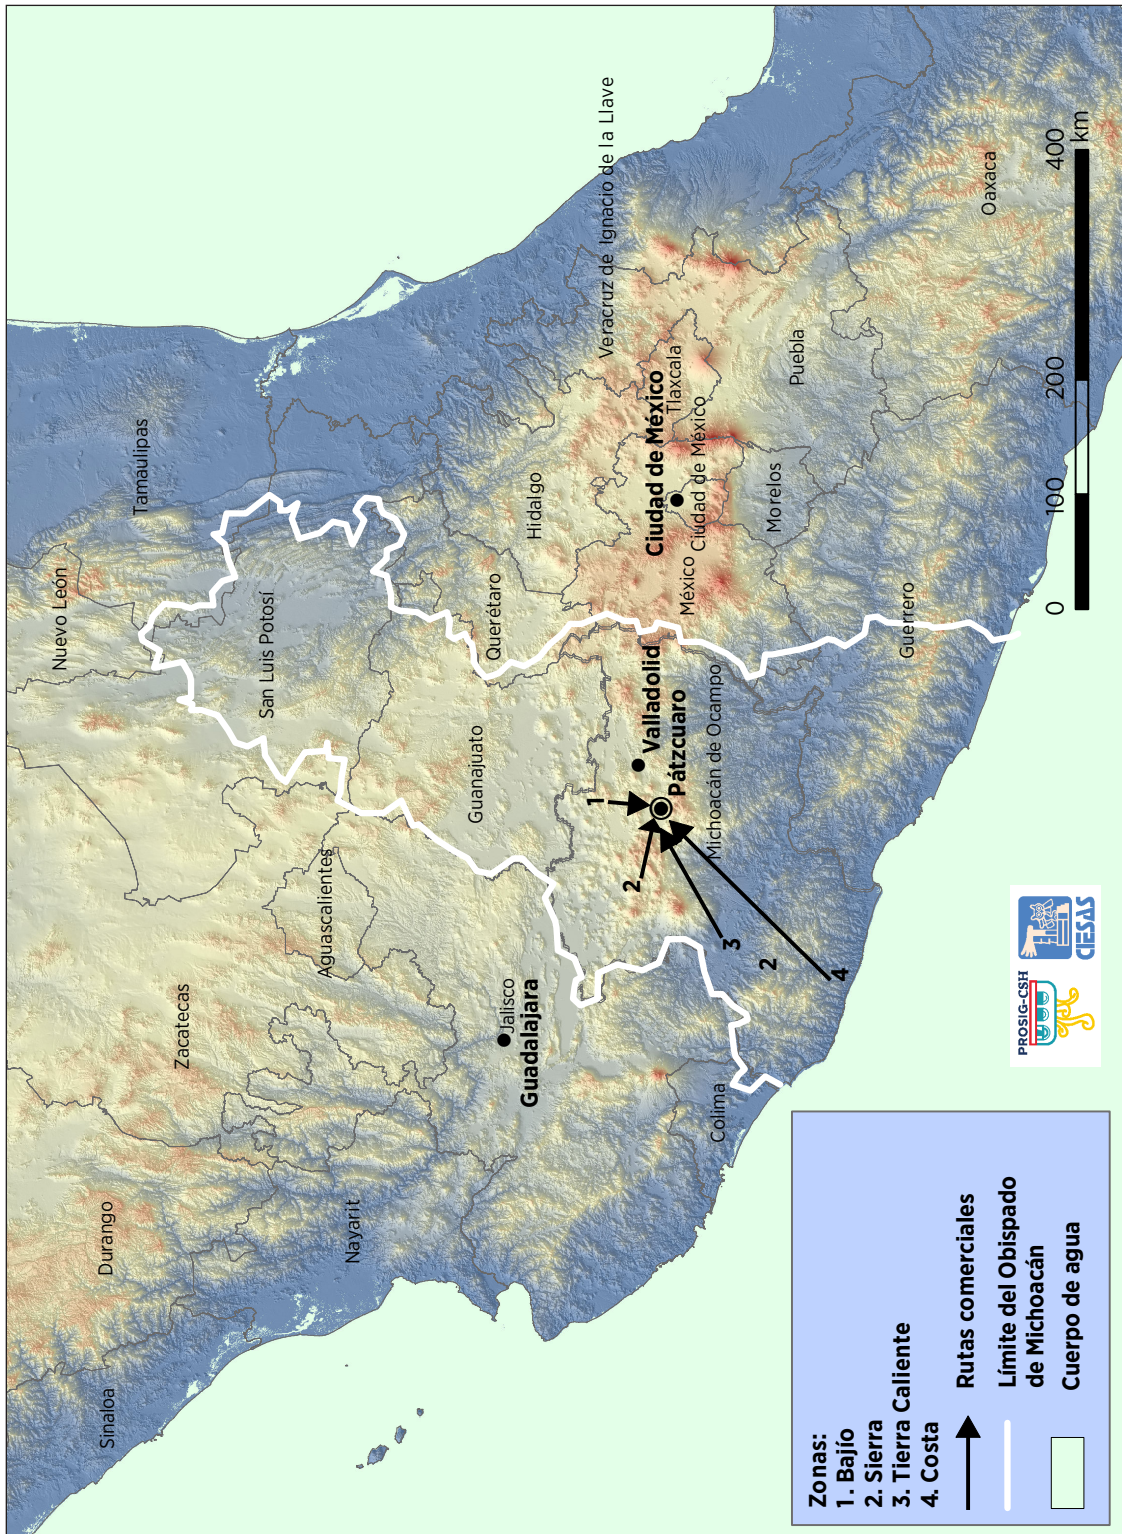 Nuevo León
Tamaulipas
Durango
Sinaloa
Zacatecas
San Luis Potosí
Aguascalientes
Nayarit
Guanajuato
Querétaro
Hidalgo
Veracruz de Ignacio de la Llave
Jalisco
Guadalajara
Valladolid
Pátzcuaro
Michoacán de Ocampo
México
Ciudad de México
Ciudad de México
Tlaxcala
Morelos
Puebla
Colima
Guerrero
Oaxaca
1
2
3
2
4
Zonas:
1. Bajío
2. Sierra
3. Tierra Caliente
4. Costa
Rutas comerciales
Límite del Obispado
de Michoacán
Cuerpo de agua
PROSIG-CSH
CIESAS
0 100 200 400
km